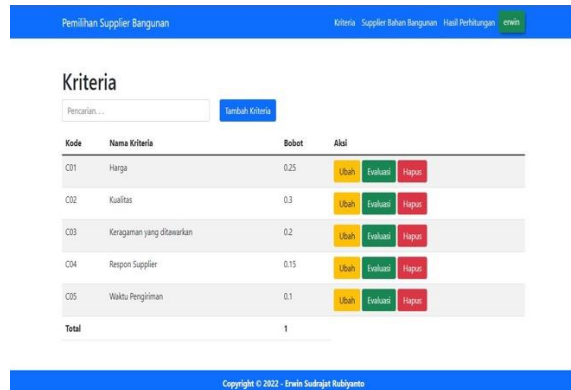 Pemilihan Supplier Bangunan Kriteria Supplier Bahan Bangunan Hasil Perhitungan erwin
Kriteria
Pencarian. . . Tambah Kriteria
Kode Nama Kriteria Bobot Aksi
C01 Harga 0.25 Ubah Evaluasi Hapus
C02 Kualitas 0.3 Ubah Evaluasi Hapus
C03 Keragaman yang ditawarkan 0.2 Ubah Evaluasi Hapus
C04 Respon Supplier 0.15 Ubah Evaluasi Hapus
C05 Waktu Pengiriman 0.1 Ubah Evaluasi Hapus
Total 1
Copyright © 2022 - Erwin Sudrajat Rubiyanto